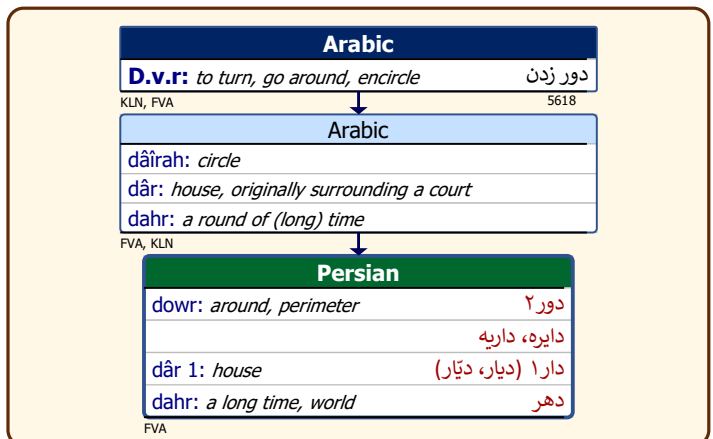 Arabic
D.v.r: to turn, go around, encircle دور زدن
KLN, FVA 5618
Arabic
dâîrah: circle
dâr: house, originally surrounding a court
dahr: a round of (long) time
FVA, KLN
Persian
dowr: around, perimeter دور۲
دایره، داریه
dâr 1: house دار۱ (دیار، دیّار)
dahr: a long time, world دهر
FVA